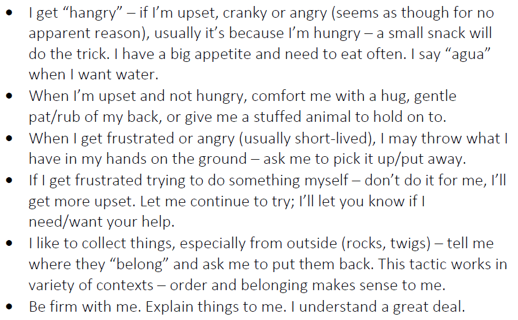 • I get “hangry” – if I’m upset, cranky or angry (seems as though for no
apparent reason), usually it’s because I’m hungry – a small snack will
do the trick. I have a big appetite and need to eat often. I say “agua”
when I want water.
• When I’m upset and not hungry, comfort me with a hug, gentle
pat/rub of my back, or give me a stuffed animal to hold on to.
• When I get frustrated or angry (usually short-lived), I may throw what I
have in my hands on the ground – ask me to pick it up/put away.
• If I get frustrated trying to do something myself – don’t do it for me, I’ll
get more upset. Let me continue to try; I’ll let you know if I
need/want your help.
• I like to collect things, especially from outside (rocks, twigs) – tell me
where they “belong” and ask me to put them back. This tactic works in
variety of contexts – order and belonging makes sense to me.
• Be firm with me. Explain things to me. I understand a great deal.